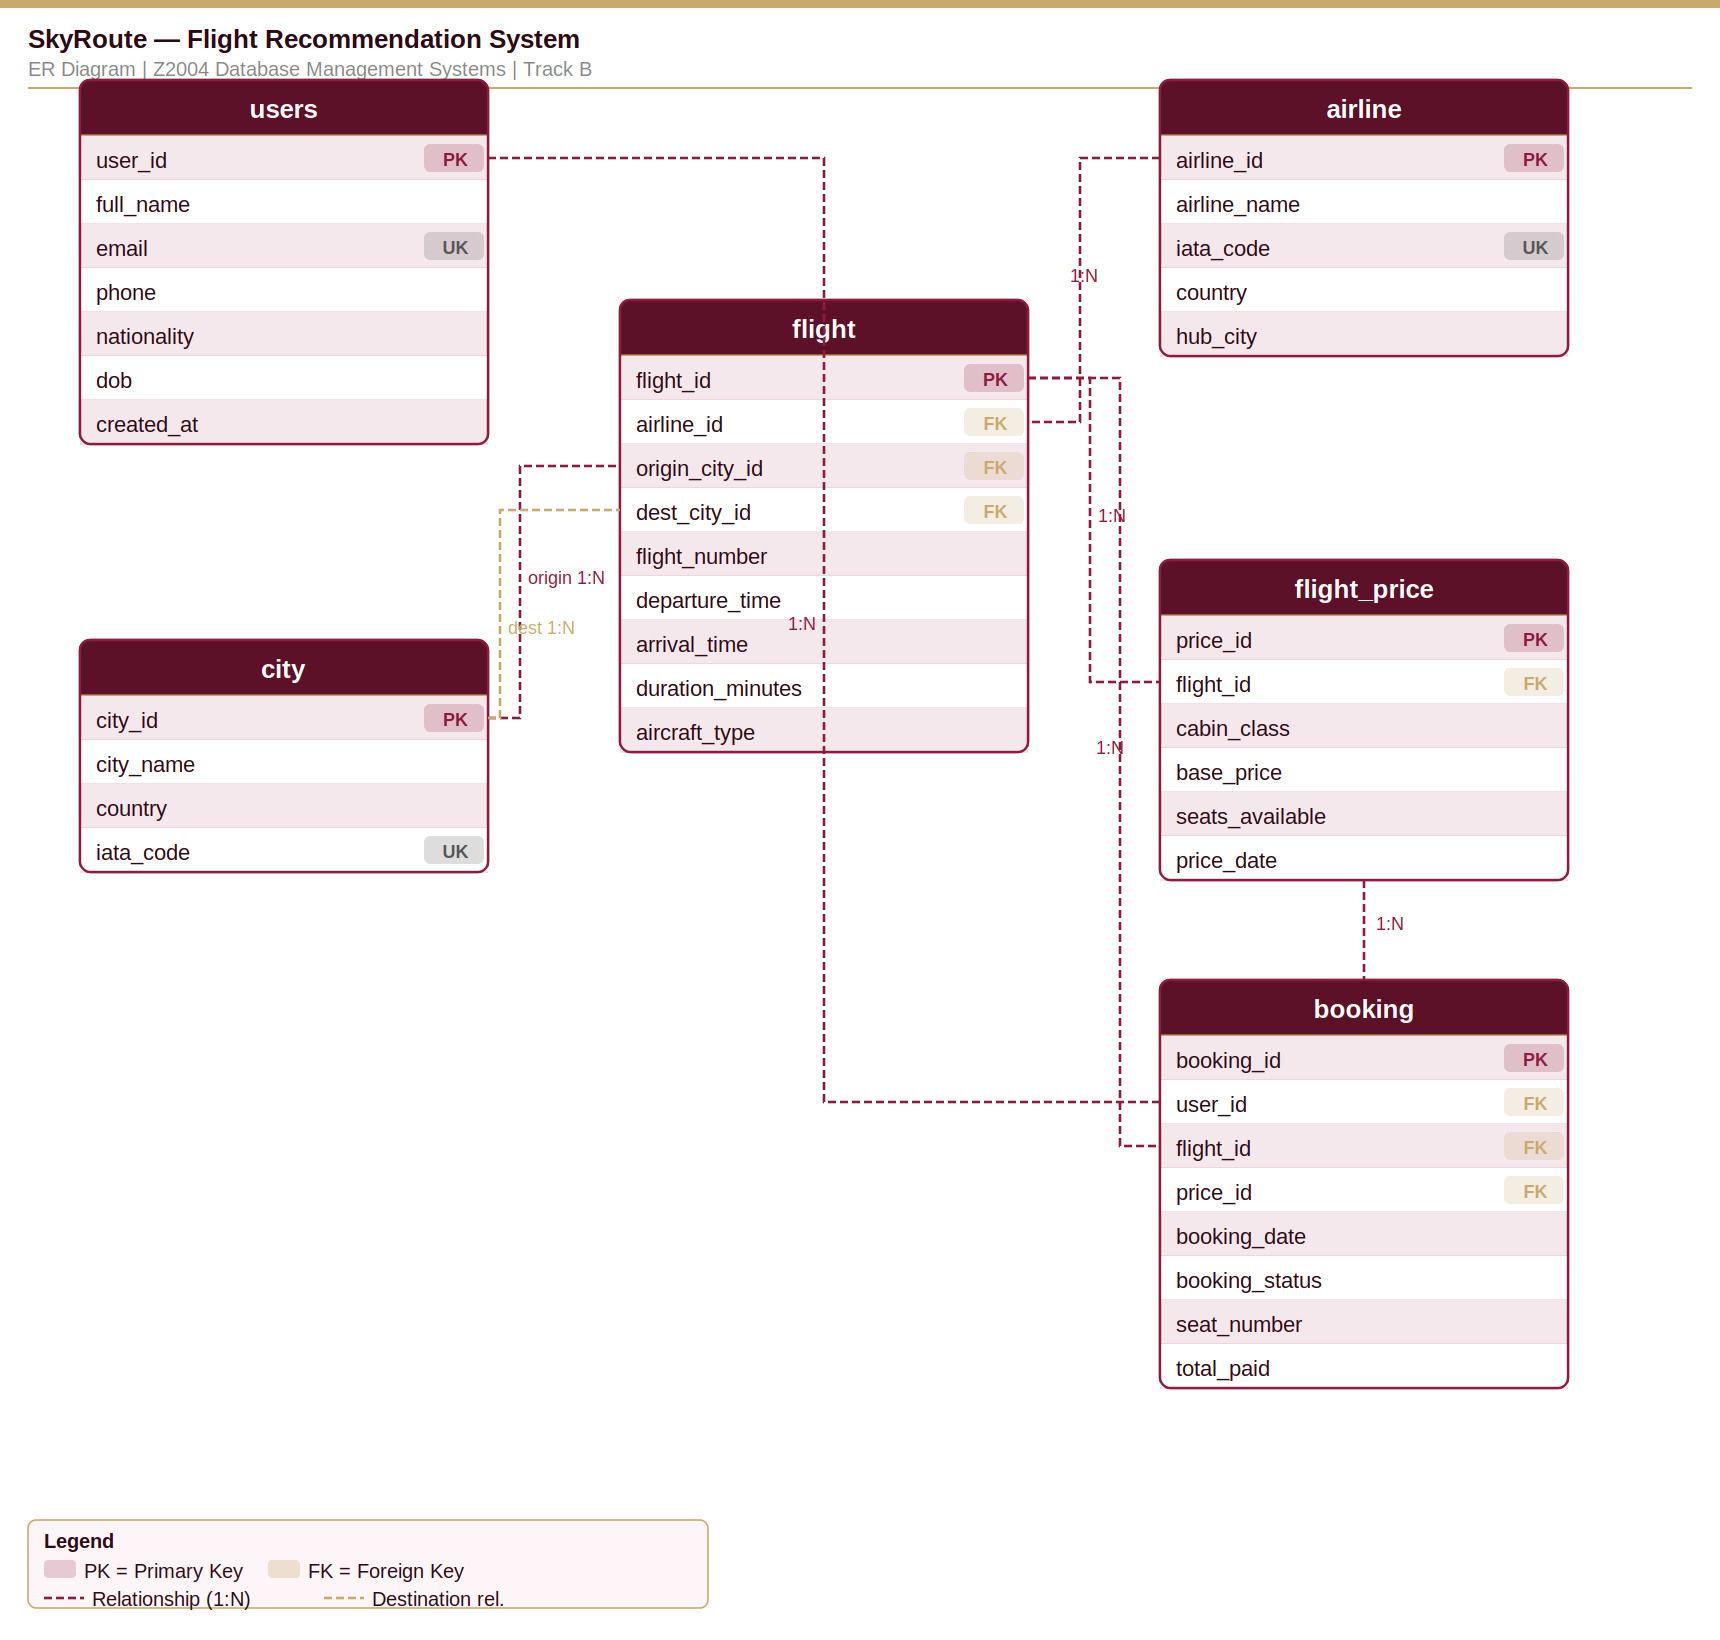 SkyRoute — Flight Recommendation System
ER Diagram | Z2004 Database Management Systems | Track B
users
user_id PK
full_name
email UK
phone
nationality
dob
created_at
airline
airline_id PK
airline_name
iata_code UK
country
hub_city
1:N
flight
flight_id PK
airline_id FK
origin_city_id FK
dest_city_id FK
flight_number
departure_time
arrival_time
duration_minutes
aircraft_type
1:N
origin 1:N
dest 1:N
1:N
1:N
city
city_id PK
city_name
country
iata_code UK
flight_price
price_id PK
flight_id FK
cabin_class
base_price
seats_available
price_date
1:N
booking
booking_id PK
user_id FK
flight_id FK
price_id FK
booking_date
booking_status
seat_number
total_paid
Legend
PK = Primary Key FK = Foreign Key
Relationship (1:N) Destination rel.